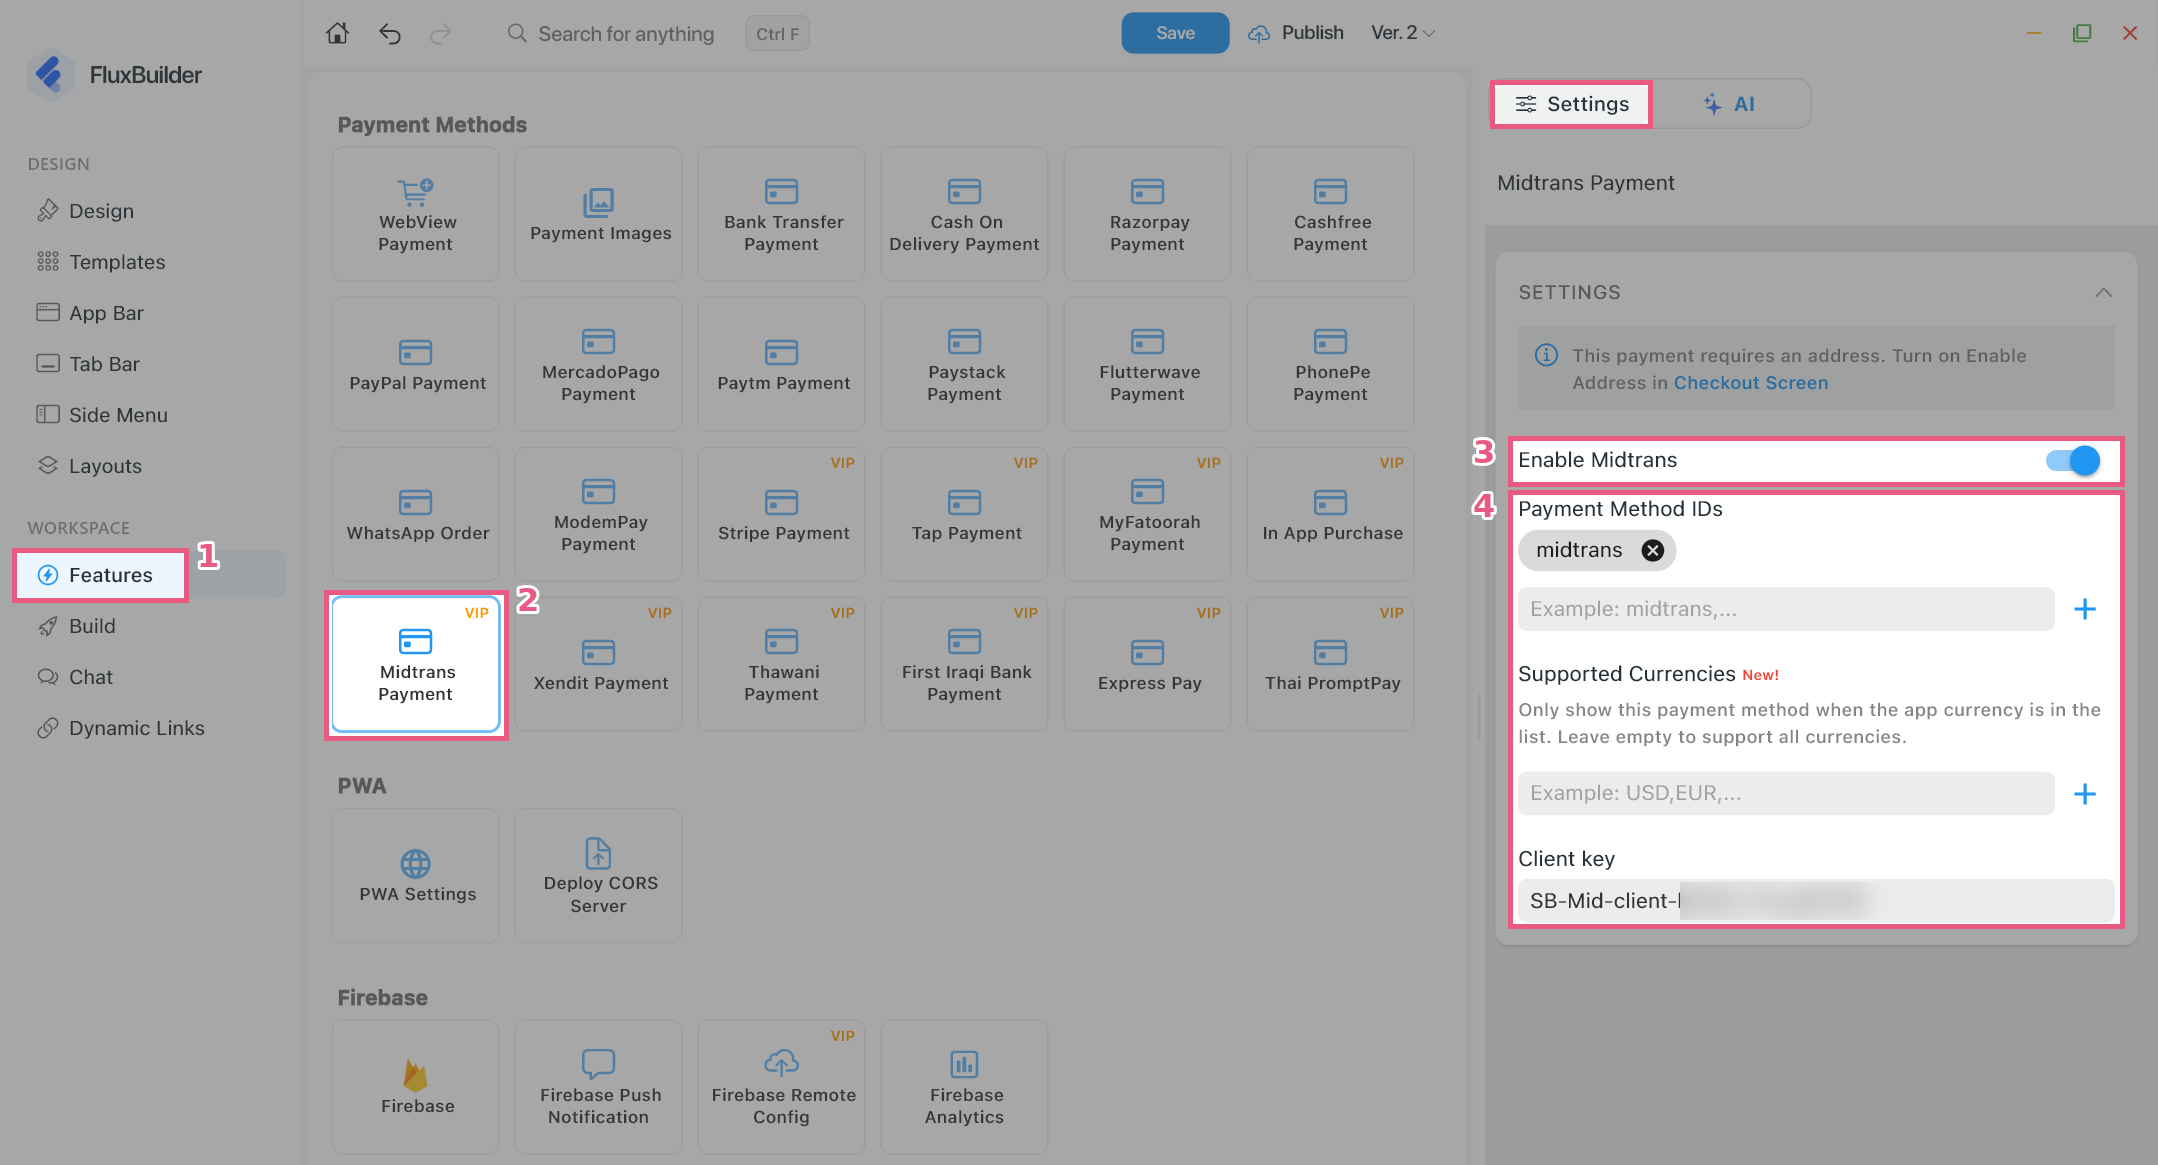 FluxBuilder
DESIGN
Design
Templates
App Bar
Tab Bar
Side Menu
Layouts
WORKSPACE
Features
1
Build
Chat
Dynamic Links
Search for anything
Ctrl F
Save
Publish
Ver. 2
Payment Methods
WebView
Payment
Payment Images
Bank Transfer
Payment
Cash On
Delivery Payment
Razorpay
Payment
Cashfree
Payment
PayPal Payment
MercadoPago
Payment
Paytm Payment
Paystack
Payment
Flutterwave
Payment
PhonePe
Payment
WhatsApp Order
ModemPay
Payment
VIP
Stripe Payment
VIP
Tap Payment
VIP
MyFatoorah
Payment
VIP
In App Purchase
VIP
Midtrans
Payment
2
VIP
Xendit Payment
VIP
Thawani
Payment
VIP
First Iraqi Bank
Payment
VIP
Express Pay
VIP
Thai PromptPay
PWA
PWA Settings
Deploy CORS
Server
Firebase
Firebase
Firebase Push
Notification
VIP
Firebase Remote
Config
Firebase
Analytics
Settings
AI
Midtrans Payment
SETTINGS
This payment requires an address. Turn on Enable
Address in Checkout Screen
3
Enable Midtrans
4
Payment Method IDs
midtrans
Example: midtrans,...
Supported Currencies New!
Only show this payment method when the app currency is in the
list. Leave empty to support all currencies.
Example: USD,EUR,...
Client key
SB-Mid-client-